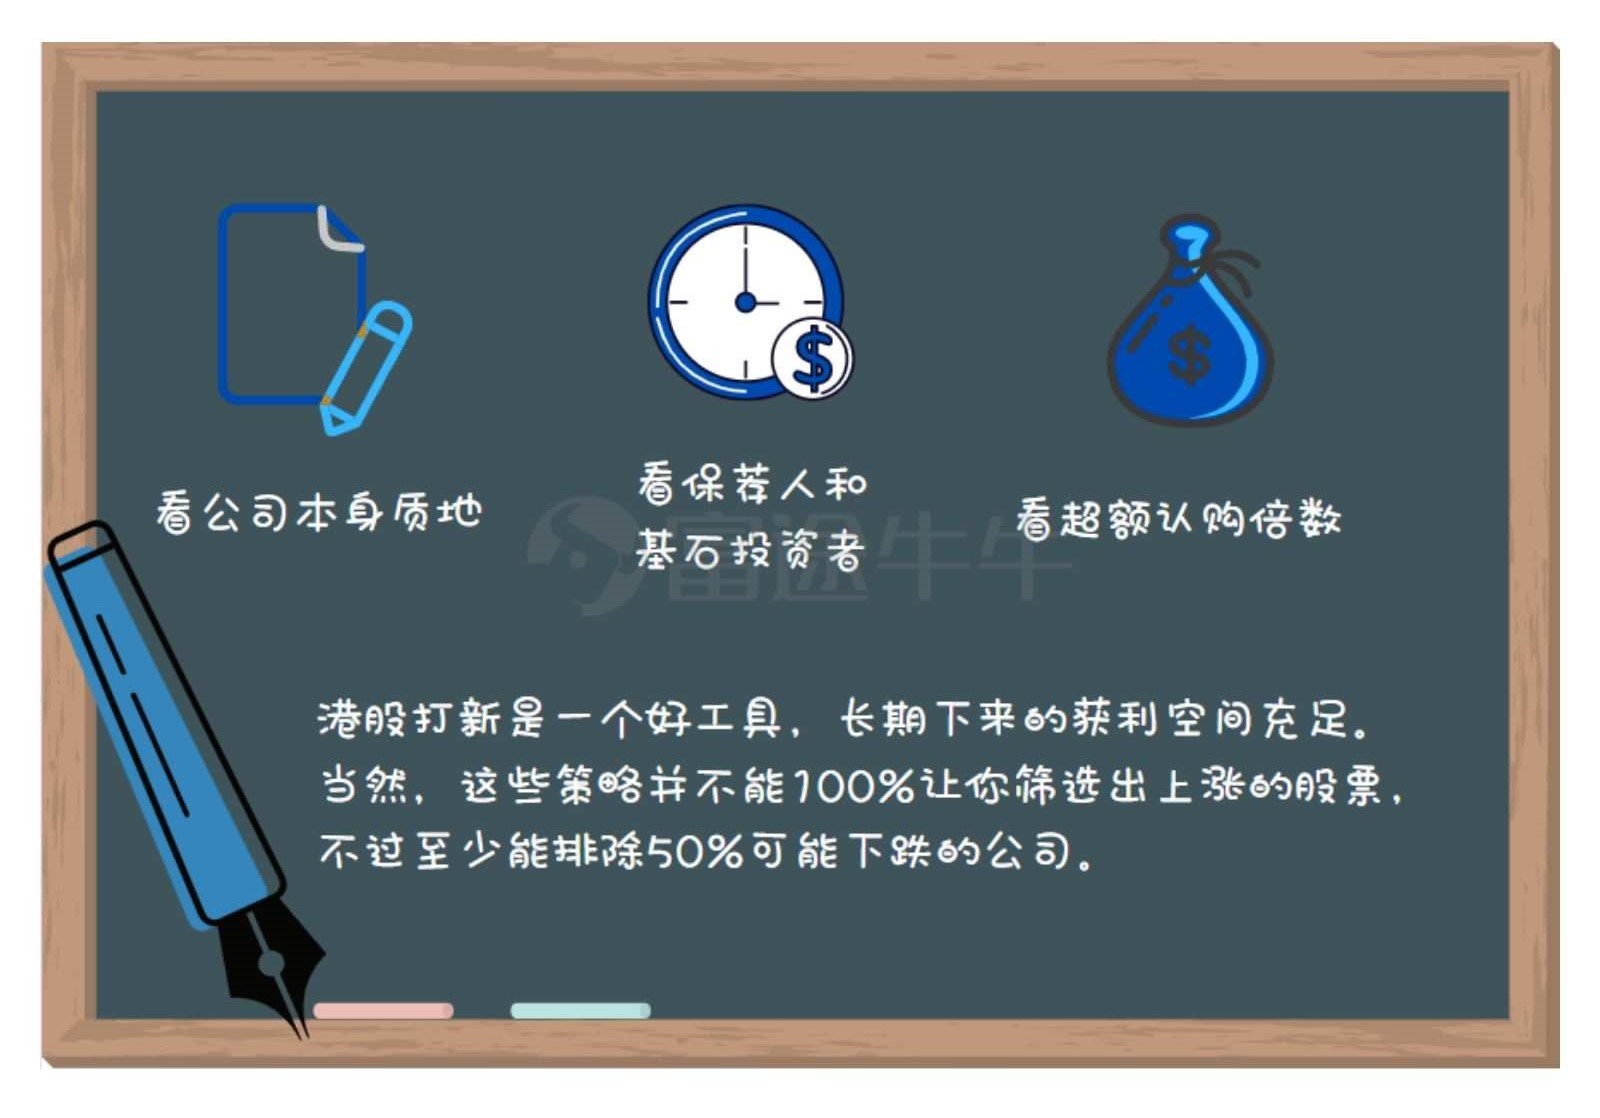 看公司本身质地
看保荐人和
基石投资者
看超额认购倍数
富途牛牛
港股打新是一个好工具，长期下来的获利空间充足。
当然，这些策略并不能100%让你筛选出上涨的股票，
不过至少能排除50%可能下跌的公司。